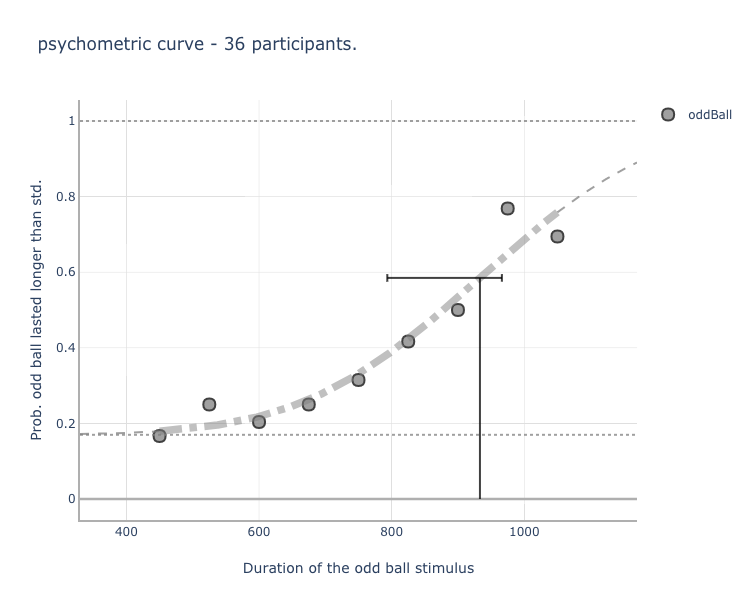 psychometric curve - 36 participants.
oddBall
1
0.8
0.6
0.4
0.2
0
Prob. odd ball lasted longer than std.
400 600 800 1000
Duration of the odd ball stimulus